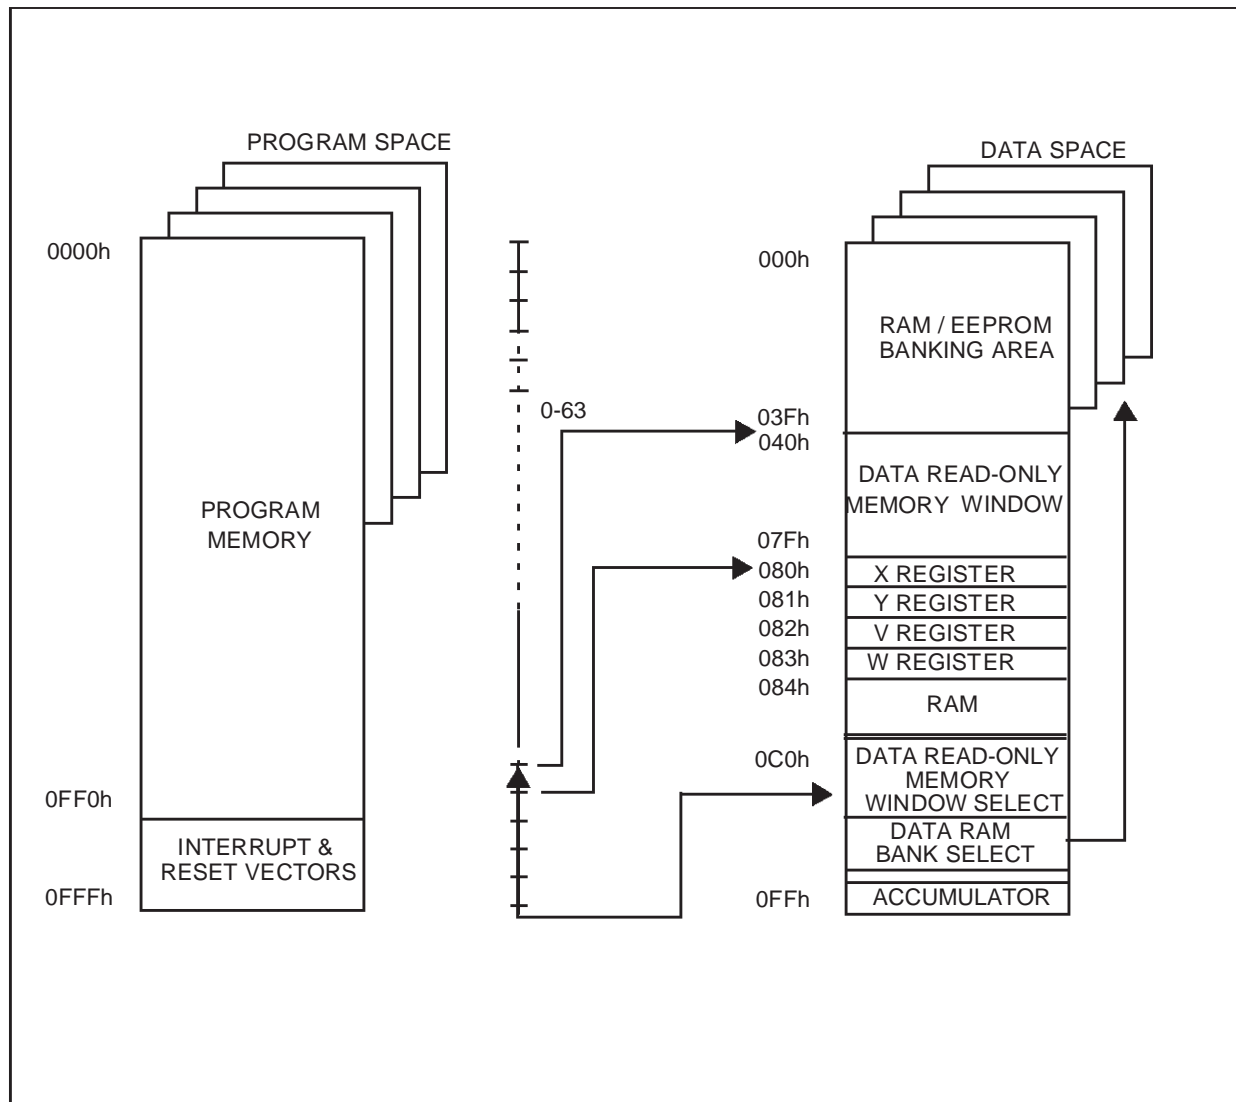 PROGRAM SPACE
0000h
PROGRAM
MEMORY
0FF0h
INTERRUPT &
RESET VECTORS
0FFFh
0-63
DATA SPACE
000h
RAM / EEPROM
BANKING AREA
03Fh
040h
DATA READ-ONLY
MEMORY WINDOW
07Fh
080h
X REGISTER
081h
Y REGISTER
082h
V REGISTER
083h
W REGISTER
084h
RAM
0C0h
DATA READ-ONLY
MEMORY
WINDOW SELECT
DATA RAM
BANK SELECT
0FFh
ACCUMULATOR